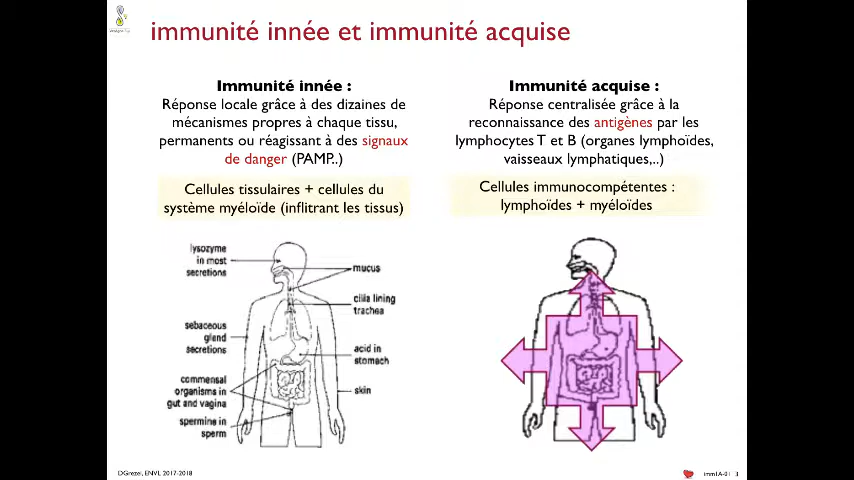 immunité innée et immunité acquise
Immunité innée :
Réponse locale grâce à des dizaines de
mécanismes propres à chaque tissu,
permanents ou réagissant à des signaux
de danger (PAMP..)
Cellules tissulaires + cellules du
système myéloïde (inflitrant les tissus)
Immunité acquise :
Réponse centralisée grâce à la
reconnaissance des antigènes par les
lymphocytes T et B (organes lymphoïdes,
vaisseaux lymphatiques,..)
Cellules immunocompétentes :
lymphoïdes + myéloïdes
lysozyme
in most
secretions
mucus
cilia lining
trachea
sebaceous
gland
secretions
acid in
stomach
commensal
organisms in
gut and vagina
skin
spermine in
sperm
DGrezel, ENVL 2017-2018
imm1A-01 3